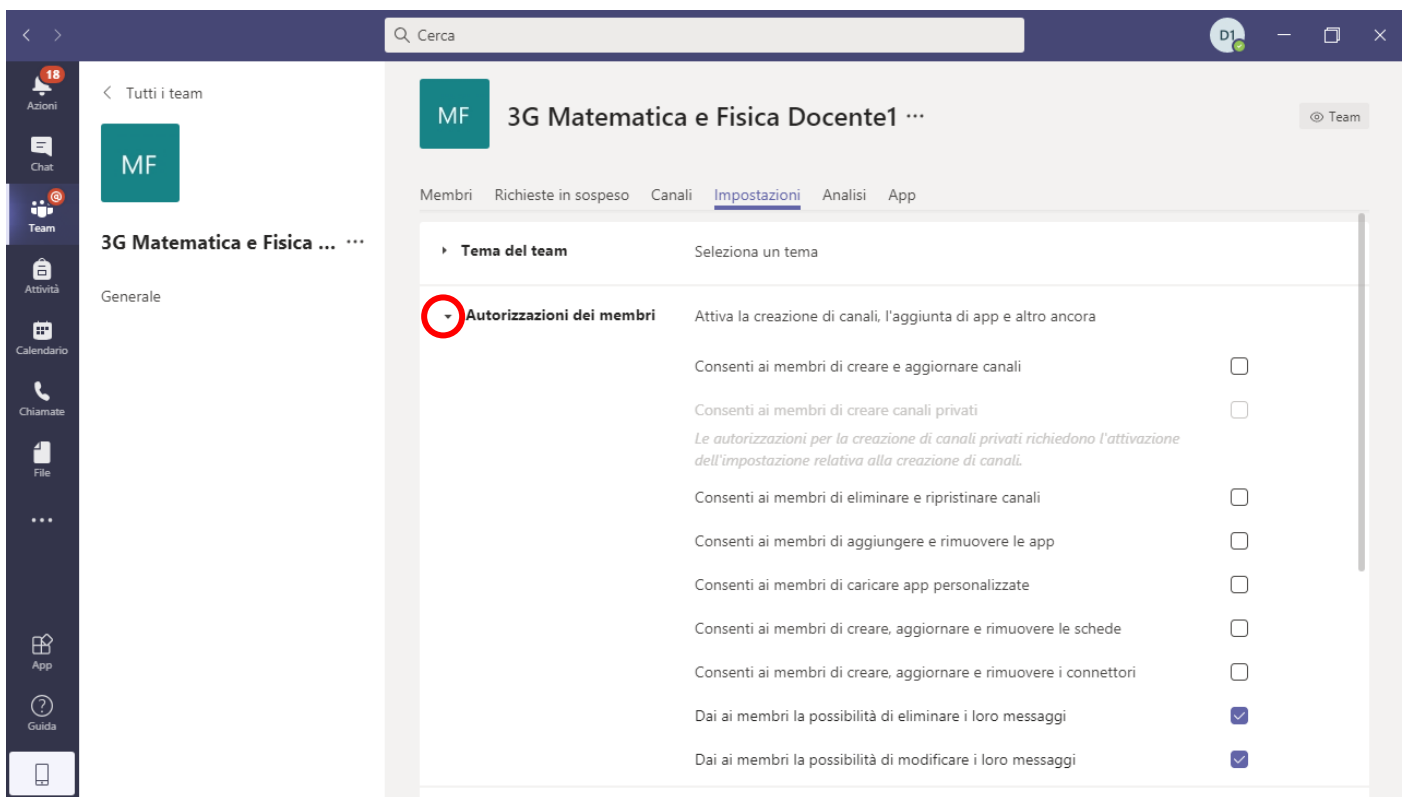 Cerca
D1
18
Azioni
Chat
@
Team
Attività
Calendario
Chiamate
File
App
Guida
Tutti i team
MF
3G Matematica e Fisica ... ···
Generale
MF
3G Matematica e Fisica Docente1 ···
Team
Membri Richieste in sospeso Canali Impostazioni Analisi App
Tema del team Seleziona un tema
Autorizzazioni dei membri Attiva la creazione di canali, l'aggiunta di app e altro ancora
Consenti ai membri di creare e aggiornare canali
Consenti ai membri di creare canali privati
Le autorizzazioni per la creazione di canali privati richiedono l'attivazione
dell'impostazione relativa alla creazione di canali.
Consenti ai membri di eliminare e ripristinare canali
Consenti ai membri di aggiungere e rimuovere le app
Consenti ai membri di caricare app personalizzate
Consenti ai membri di creare, aggiornare e rimuovere le schede
Consenti ai membri di creare, aggiornare e rimuovere i connettori
Dai ai membri la possibilità di eliminare i loro messaggi
Dai ai membri la possibilità di modificare i loro messaggi